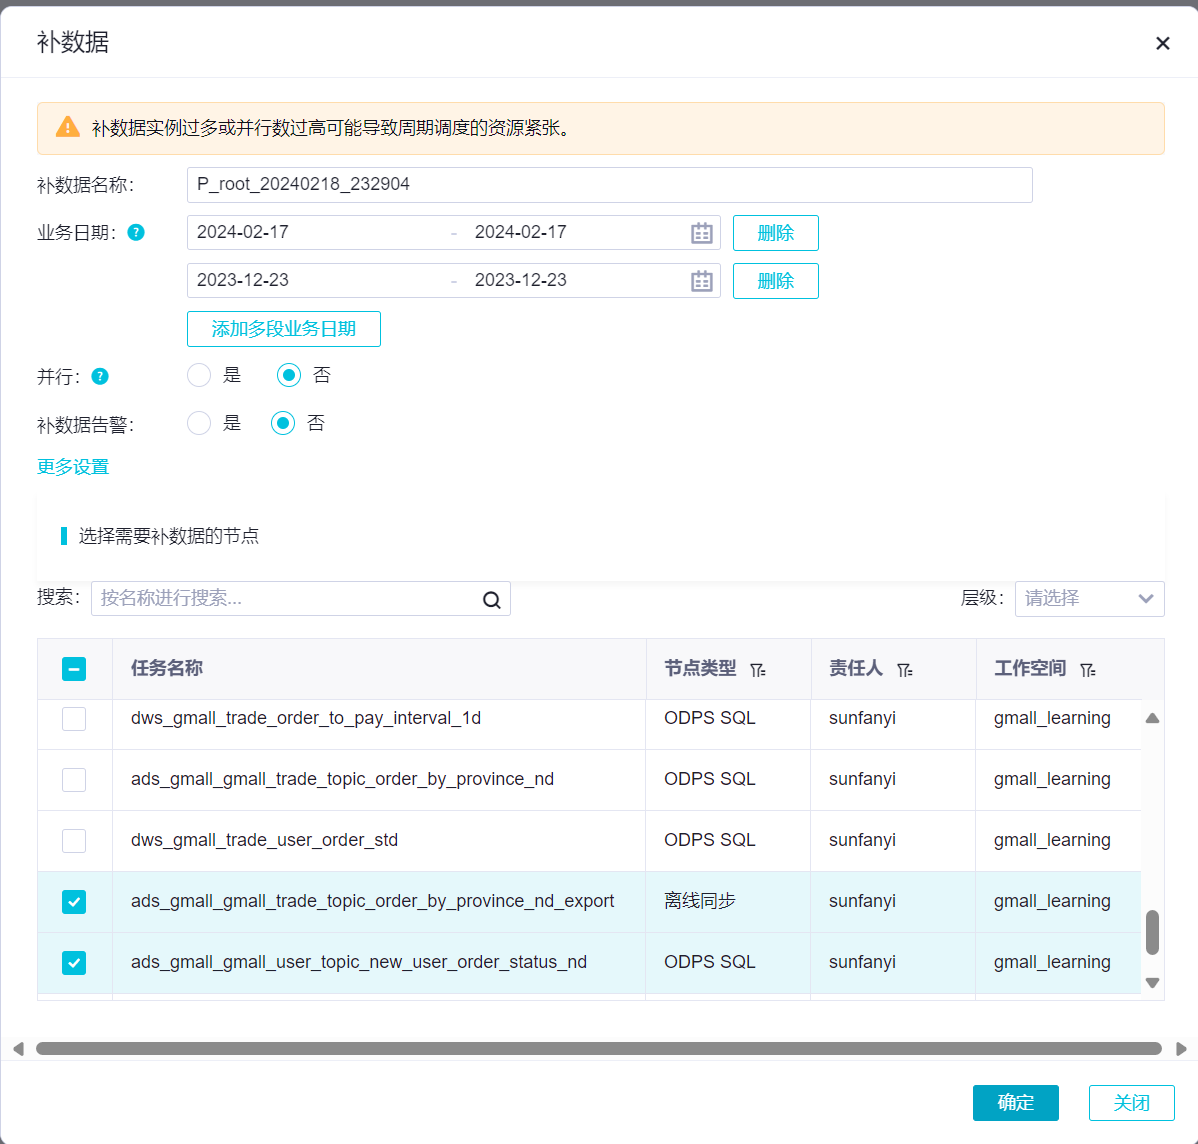 补数据
补数据实例过多或并行数过高可能导致周期调度的资源紧张。
补数据名称： P_root_20240218_232904
业务日期： ? 2024-02-17 - 2024-02-17 删除
2023-12-23 - 2023-12-23 删除
添加多段业务日期
并行： ? 是 否
补数据告警： 是 否
更多设置
选择需要补数据的节点
搜索： 按名称进行搜索... 层级： 请选择
任务名称 节点类型 责任人 工作空间
dws_gmall_trade_order_to_pay_interval_1d ODPS SQL sunfanyi gmall_learning
ads_gmall_gmall_trade_topic_order_by_province_nd ODPS SQL sunfanyi gmall_learning
dws_gmall_trade_user_order_std ODPS SQL sunfanyi gmall_learning
ads_gmall_gmall_trade_topic_order_by_province_nd_export 离线同步 sunfanyi gmall_learning
ads_gmall_gmall_user_topic_new_user_order_status_nd ODPS SQL sunfanyi gmall_learning
确定 关闭